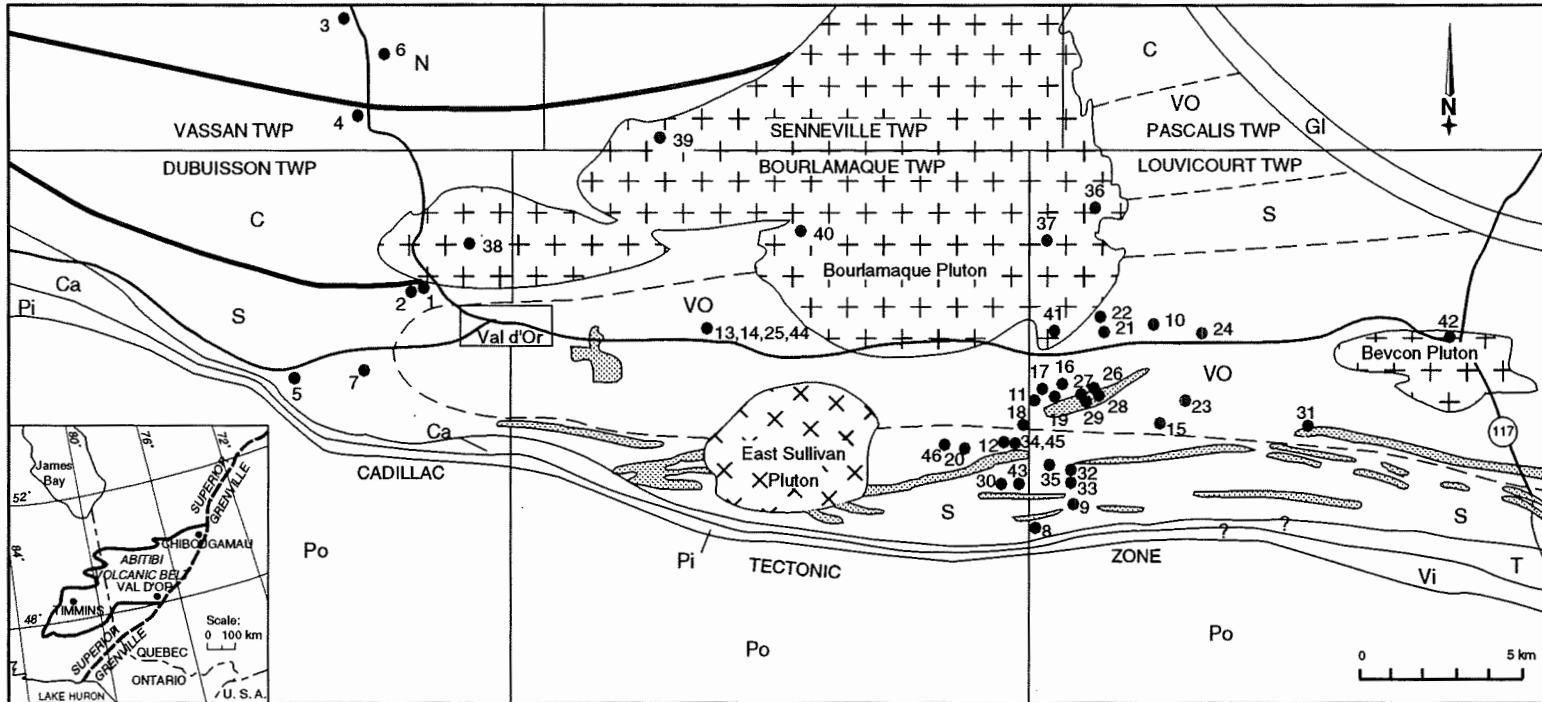 3
6
N
C
4
VO
VASSAN TWP
SENNEVILLE TWP
PASCALIS TWP
Gl
N
39
DUBUISSON TWP
BOURLAMAQUE TWP
LOUVICOURT TWP
C
36
S
38
40
37
Bourlamaque Pluton
Ca
Pi
2
1
S
VO
Val d'Or
13,14,25,44
41
22
21
10
24
42
Bevcon Pluton
5
7
17
16
27
26
VO
11
19
29
28
23
18
15
31
117
Ca
CADILLAC
East Sullivan
Pluton
46
20
12
34,45
30
43
35
32
33
S
9
8
S
?
?
T
Po
Pi
TECTONIC
ZONE
Vi
Po
Po
0
5 km
80°
76°
72°
James
Bay
52°
SUPERIOR
GRENVILLE
CHIBOUGAMAU
84°
ABITIBI
VOLCANIC BELT
VAL D'OR
TIMMINS
48°
Scale:
0 100 km
SUPERIOR
GRENVILLE
QUEBEC
ONTARIO
LAKE HURON
U.S.A.